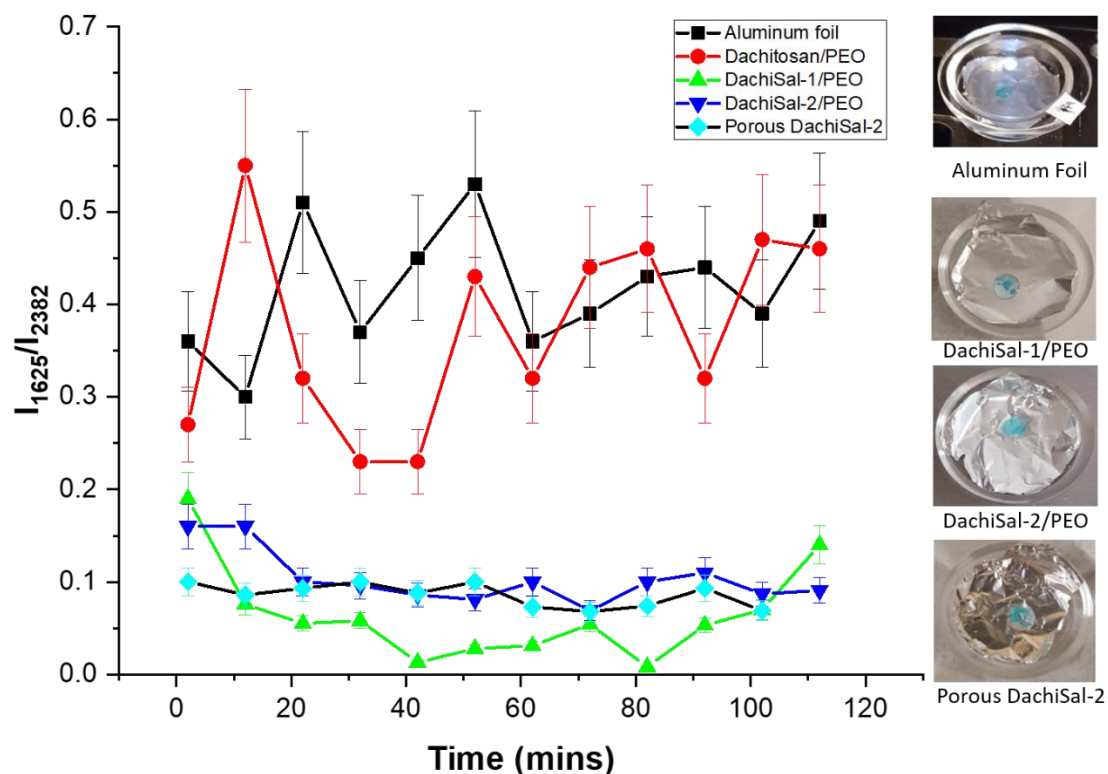 0.7
0.6
0.5
0.4
0.3
0.2
0.1
0.0
I1625/I2382
0 20 40 60 80 100 120
Time (mins)
Aluminum foil
Dachitosan/PEO
DachiSal-1/PEO
DachiSal-2/PEO
Porous DachiSal-2
Aluminum Foil
DachiSal-1/PEO
DachiSal-2/PEO
Porous DachiSal-2